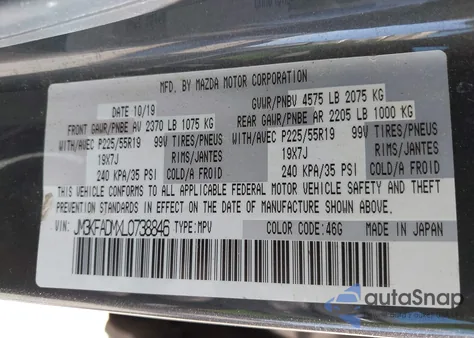 MFD. BY MAZDA MOTOR CORPORATION
DATE 10/19
GVWR/PNBV 4575 LB 2075 KG
FRONT GAWR/PNBE AV 2370 LB 1075 KG
REAR GAWR/PNBE AR 2205 LB 1000 KG
WITH/AVEC P225/55R19 99V TIRES/PNEUS
WITH/AVEC P225/55R19 99V TIRES/PNEUS
19X7J RIMS/JANTES
19X7J RIMS/JANTES
240 KPA/35 PSI COLD/A FROID
240 KPA/35 PSI COLD/A FROID
THIS VEHICLE CONFORMS TO ALL APPLICABLE FEDERAL MOTOR VEHICLE SAFETY AND THEFT
PREVENTION STANDARDS IN EFFECT ON THE DATE OF MANUFACTURE SHOWN ABOVE.
VIN: JM3KFADMXL0738846 TYPE:MPV
COLOR CODE:46G
MADE IN JAPAN
autaSnap